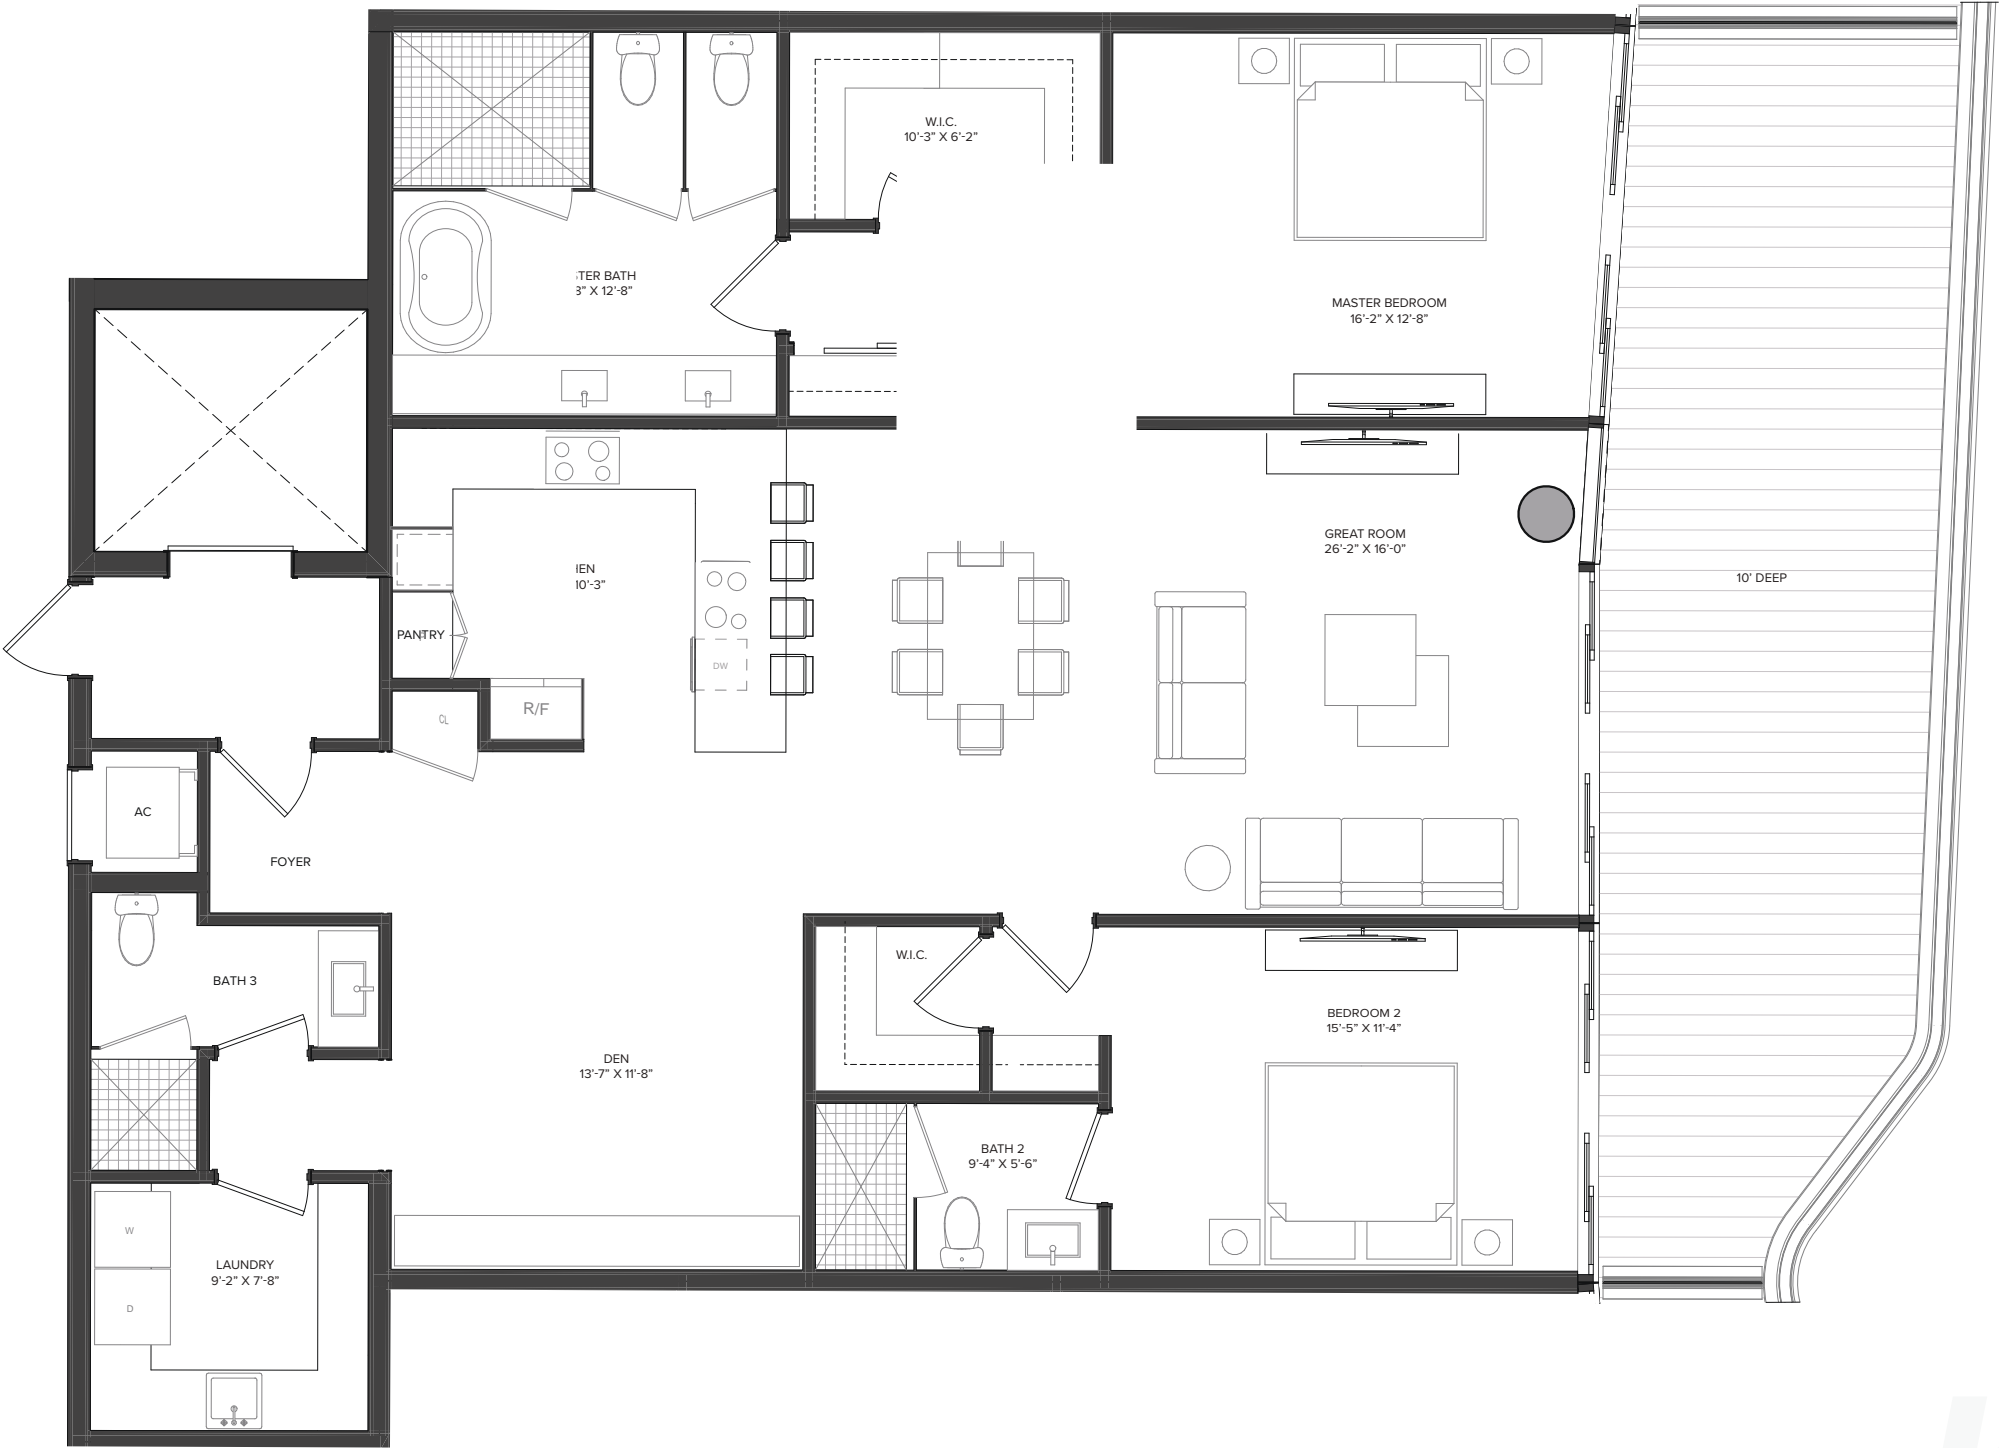 W.I.C.
10'-3" X 6'-2"
TER BATH
3" X 12'-8"
MASTER BEDROOM
16'-2" X 12'-8"
GREAT ROOM
26'-2" X 16'-0"
10' DEEP
10'-3"
PANTRY
DW
R/F
CL
AC
FOYER
W.I.C.
BATH 3
BEDROOM 2
15'-5" X 11'-4"
DEN
13'-7" X 11'-8"
BATH 2
9'-4" X 5'-6"
W
LAUNDRY
9'-2" X 7'-8"
D